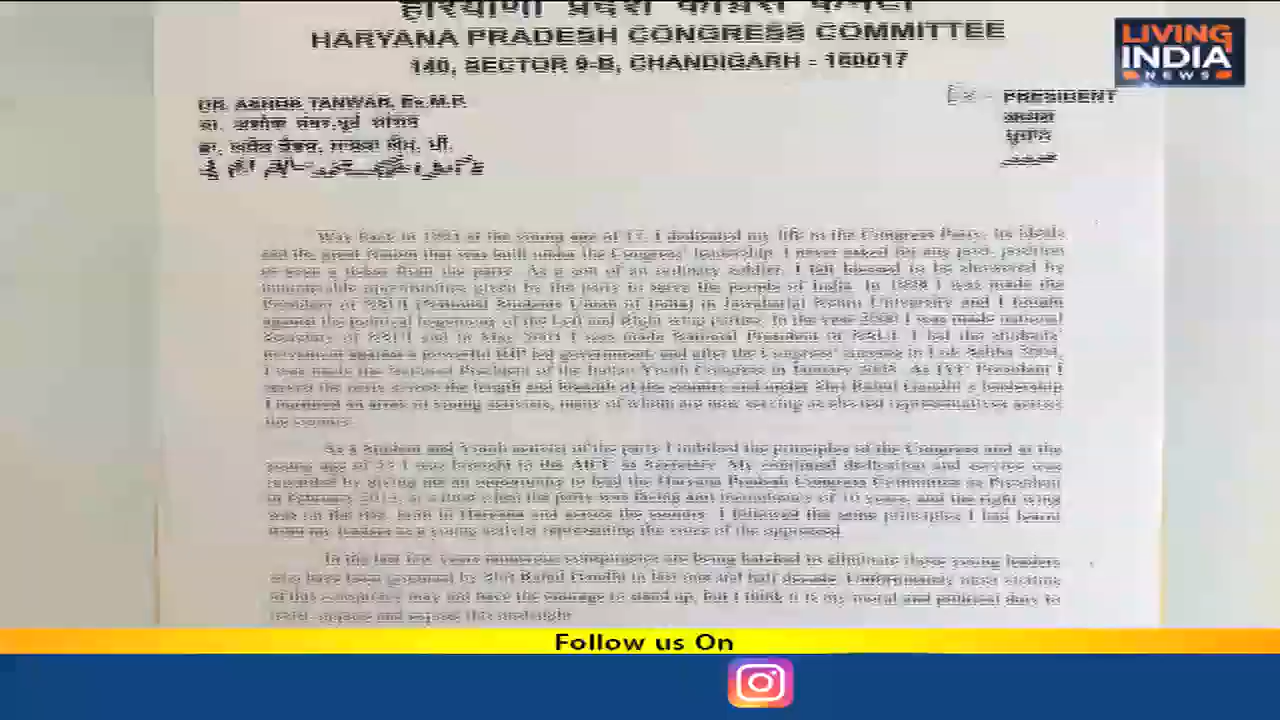 हरियाणा प्रदेश कांग्रेस कमेटी
HARYANA PRADESH CONGRESS COMMITTEE
140, SECTOR 9-B, CHANDIGARH - 160017
LIVING
INDIA
NEWS
DR. ASHOK TANWAR, Ex.M.P.
डा. अशोक तंवर, पूर्व सांसद
Ex - PRESIDENT
अध्यक्ष
ਪ੍ਰਧਾਨ
Way back in 1993 at the young age of 17, I dedicated my life to the Congress Party, its ideals
and the great nation that was built under the Congress' leadership. I never asked for any post, position
or even a ticket from the party. As a son of an ordinary soldier, I felt blessed to be showered by
innumerable opportunities given by the party to serve the people of India. In I was made the
President of NSUI (National Students Union of India) in Jawaharlal Nehru University and I fought
against the political hegemony of the Left and Right wing parties. In the year 2000 I was made national
Secretary of NSUI and in May 2003 I was made National President of NSUI. I led the students'
movement against a powerful BJP led government, and after the Congress' success in Lok Sabha 2004,
I was made the National President of the Indian Youth Congress in 2005. As IYC President I
served the party across the length and breadth of the country and under Shri Rahul Gandhi's leadership
I nurtured an array of young activists, many of whom are now serving as elected representatives across
the country.
As a Student and Youth activist of the party I imbibed the principles of the Congress and at the
young age of 33 I was brought to the AICC as Secretary. My continued dedication and service was
rewarded by giving me an opportunity to lead the Haryana Pradesh Congress Committee as President
in February 2014, at a time when the party was facing anti incumbency of 10 years, and the right wing
was on the rise, both in Haryana and across the country. I followed the same principles I had learnt
from my leaders as a young activist representing the voice of the oppressed.
In the last few years numerous conspiracies are being hatched to eliminate those young leaders
who have been groomed by Shri Rahul Gandhi in last one and half decade. Unfortunately most victims
of this conspiracy may not have the courage to stand up, but I think it is my moral and political duty to
resist, oppose and expose this onslaught.
Follow us On